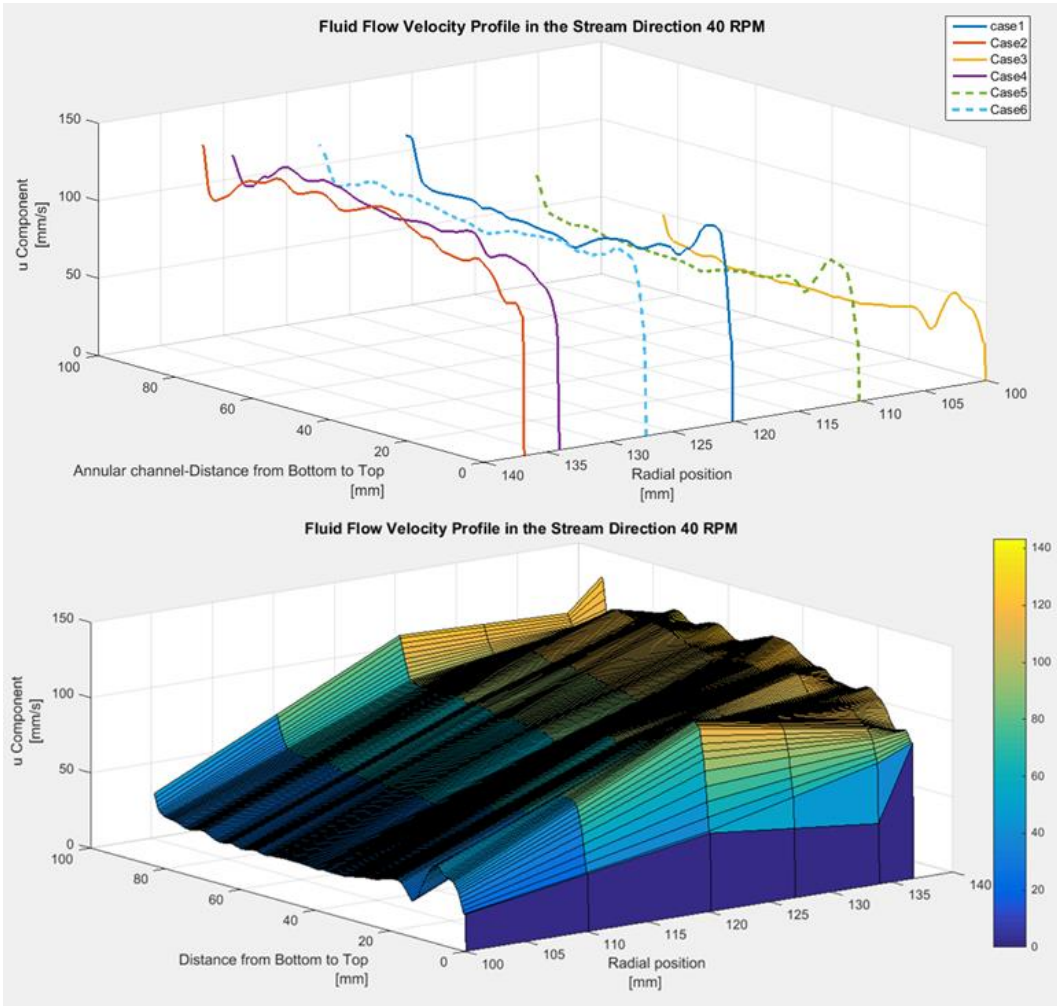 Fluid Flow Velocity Profile in the Stream Direction 40 RPM
case1
Case2
Case3
Case4
Case5
Case6
150
100
50
0
u Component
[mm/s]
100
80
60
40
20
0
Annular channel-Distance from Bottom to Top
[mm]
140
135
130
125
120
115
110
105
100
Radial position
[mm]
Fluid Flow Velocity Profile in the Stream Direction 40 RPM
150
100
50
0
u Component
[mm/s]
100
80
60
40
20
0
Distance from Bottom to Top
[mm]
100
105
110
115
120
125
130
135
140
Radial position
[mm]
140
120
100
80
60
40
20
0